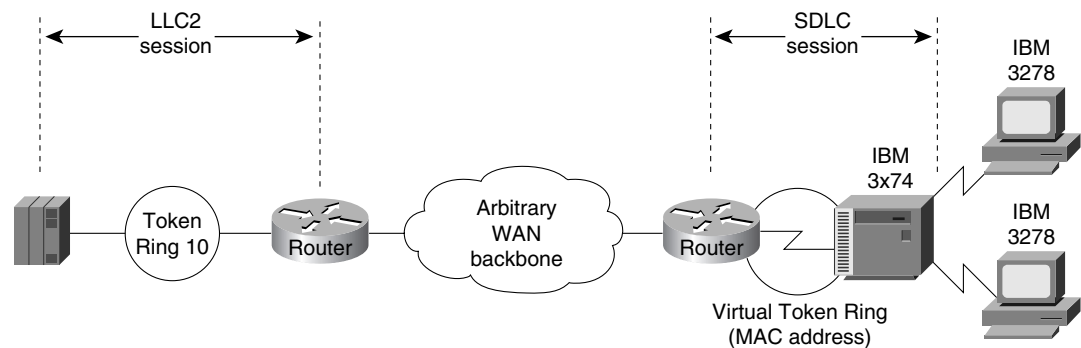 LLC2
session
SDLC
session
IBM
3278
IBM
3x74
Token
Ring 10
Router
Arbitrary
WAN
backbone
Router
IBM
3278
Virtual Token Ring
(MAC address)